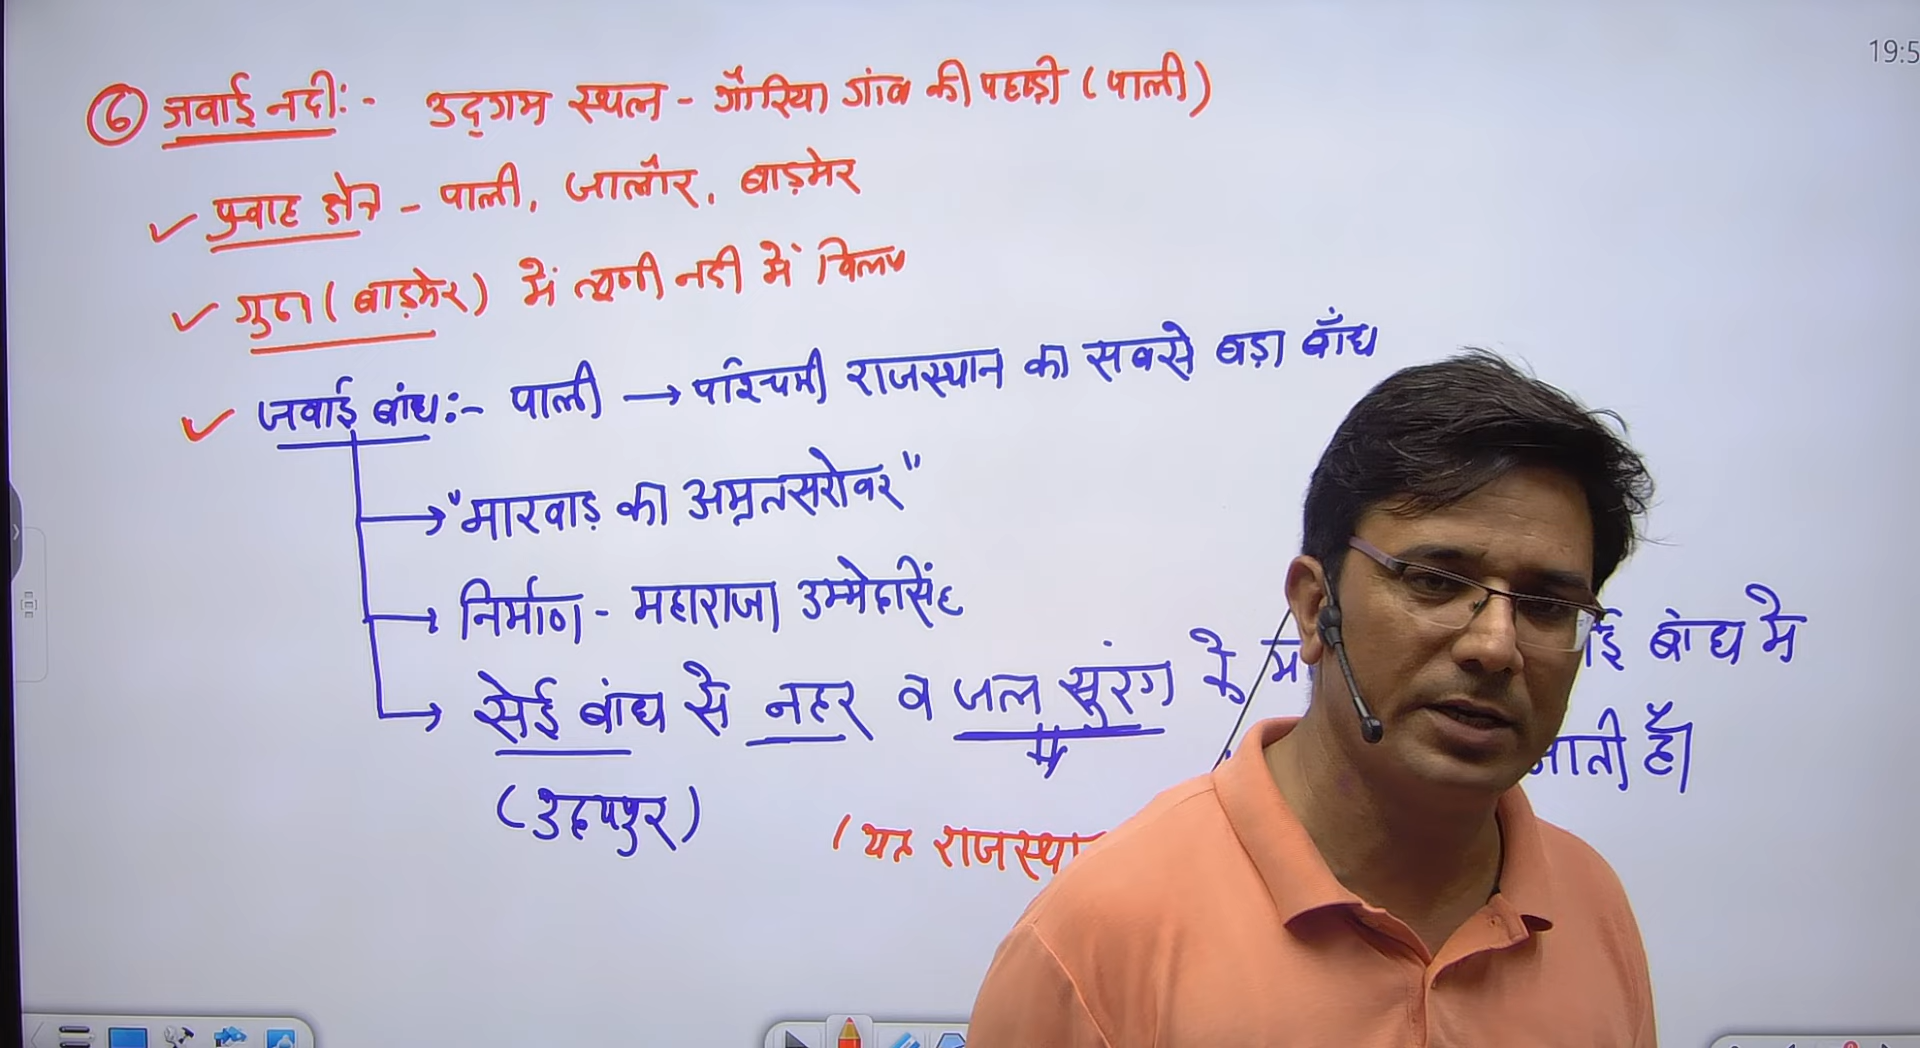 19:5
⑥ जवाई नदी:- उद्गम स्थल - गौरिया गांव की पहाड़ी (पाली)
✓ प्रवाह क्षेत्र - पाली, जालौर, बाड़मेर
✓ गुढा (बाड़मेर) में लूणी नदी में विलय
✓ जवाई बांध:- पाली → पश्चिमी राजस्थान का सबसे बड़ा बाँध
→ "मारवाड़ का अमृतसरोवर"
→ निर्माण - महाराजा उम्मेदसिंह
→ सेई बांध से नहर व जल सुरंग के बांध में
(उदयपुर) जाती है।
(यह